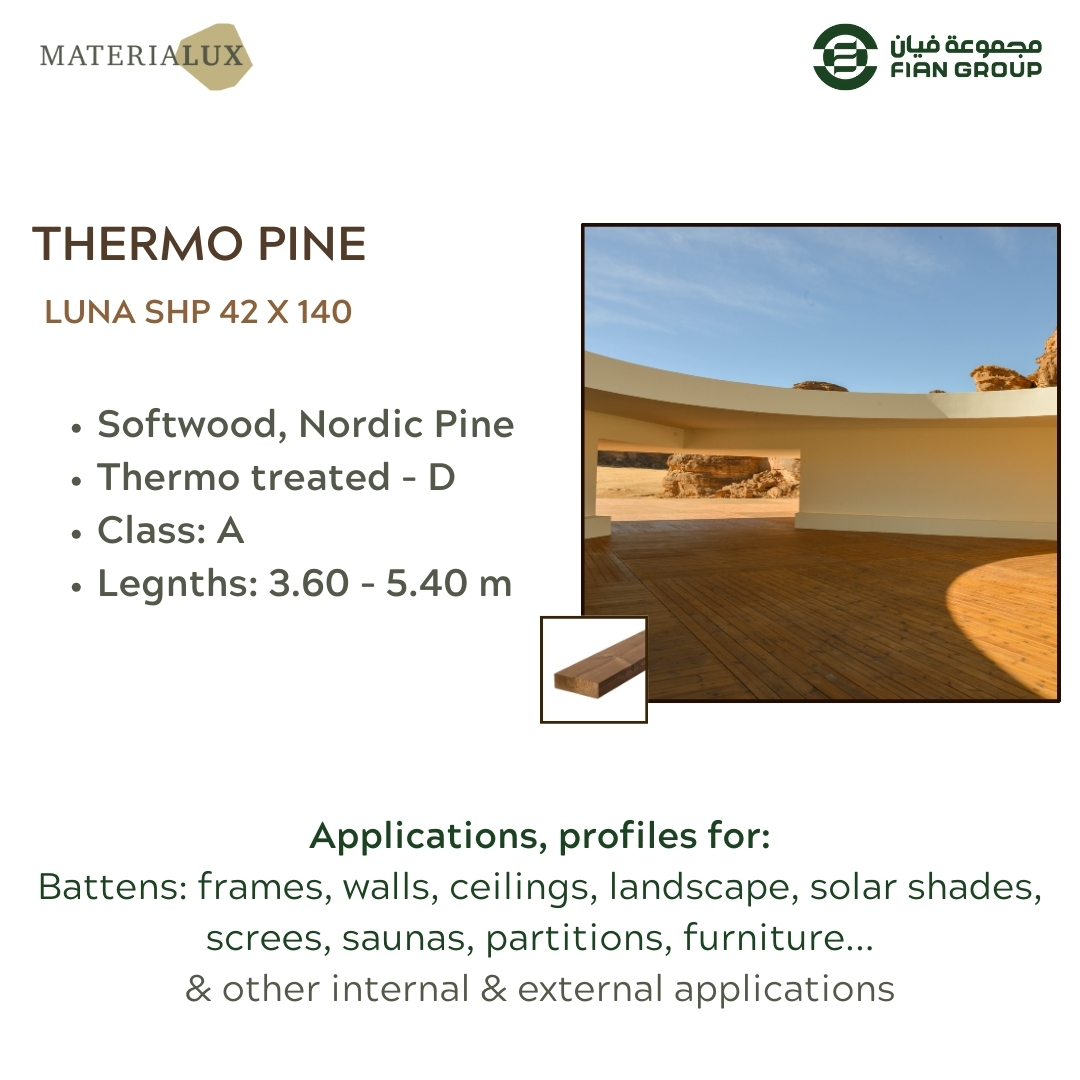 MATERIALUX
مجموعة فيان
FIAN GROUP
THERMO PINE
LUNA SHP 42 X 140
• Softwood, Nordic Pine
• Thermo treated - D
• Class: A
• Legnths: 3.60 - 5.40 m
Applications, profiles for:
Battens: frames, walls, ceilings, landscape, solar shades,
screes, saunas, partitions, furniture...
& other internal & external applications